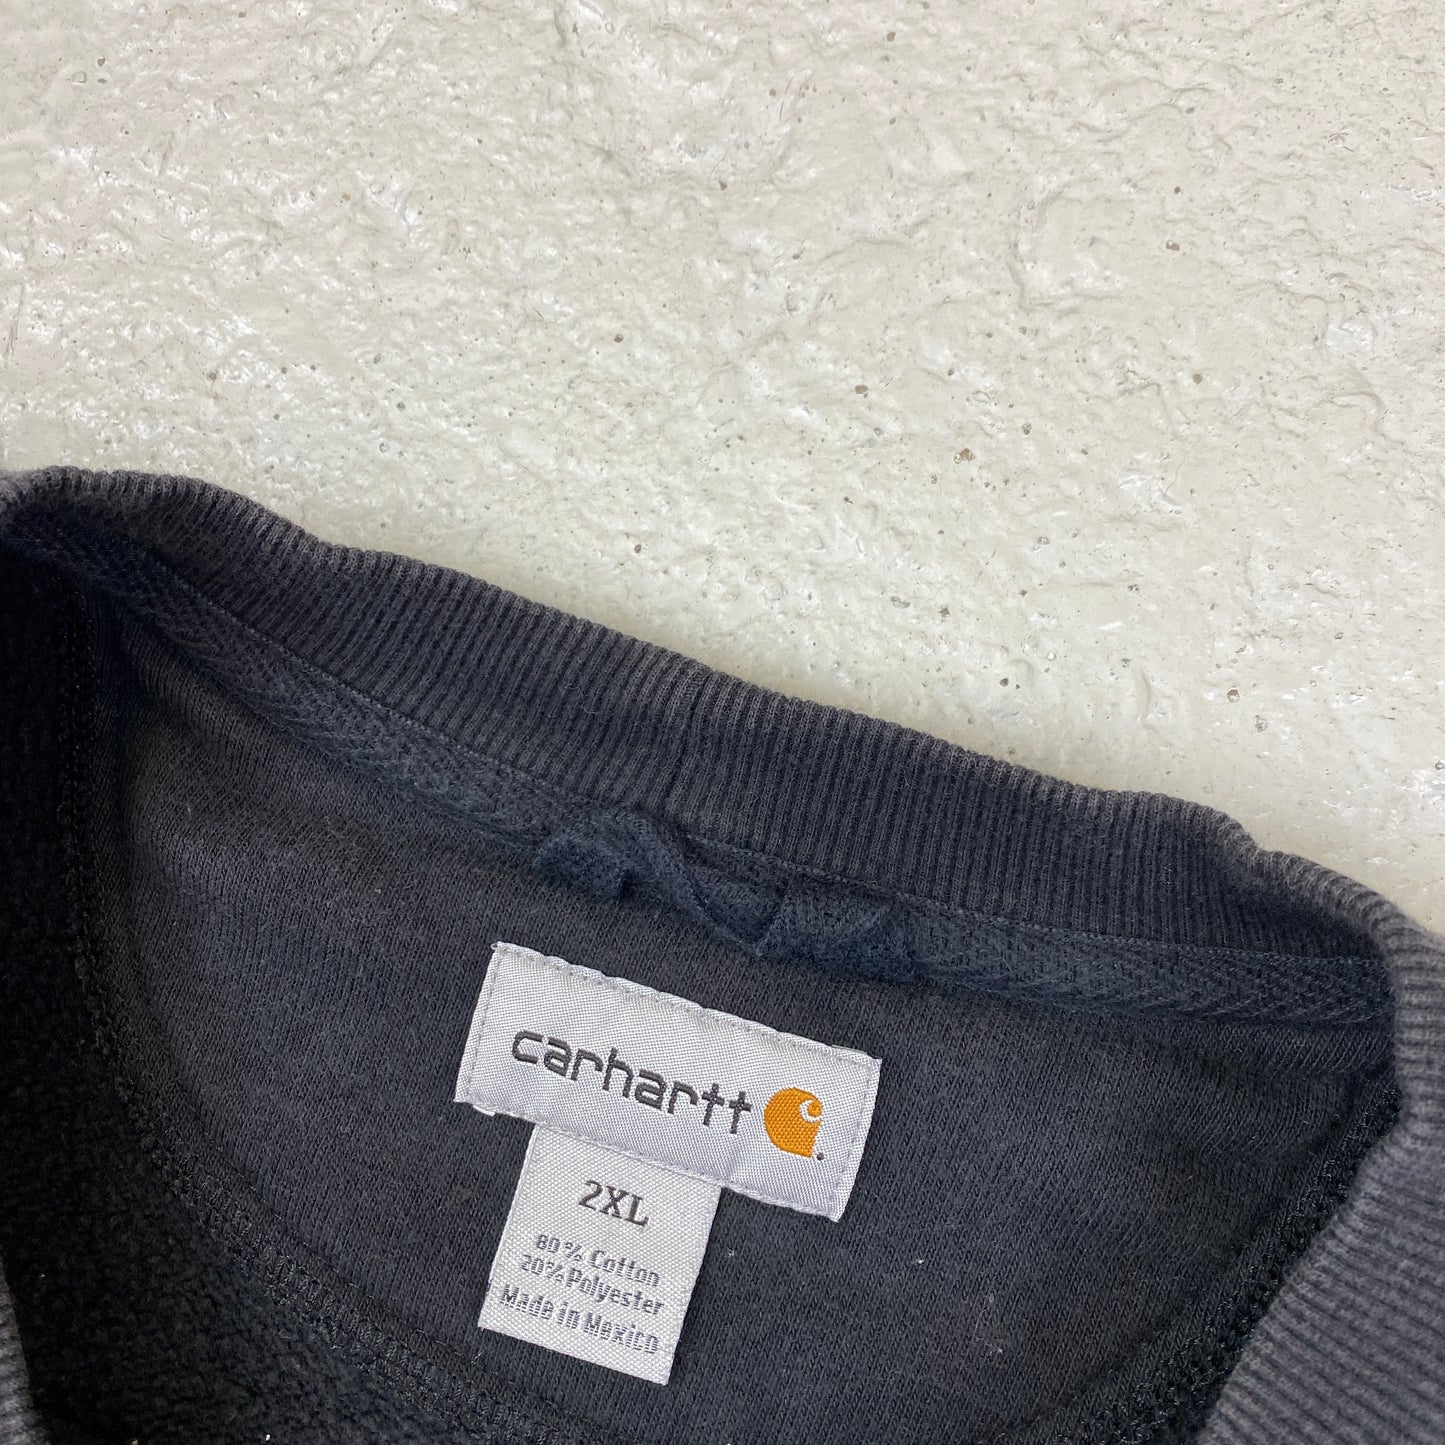 carhartt
2XL
80% Cotton
20% Polyester
Made in Mexico